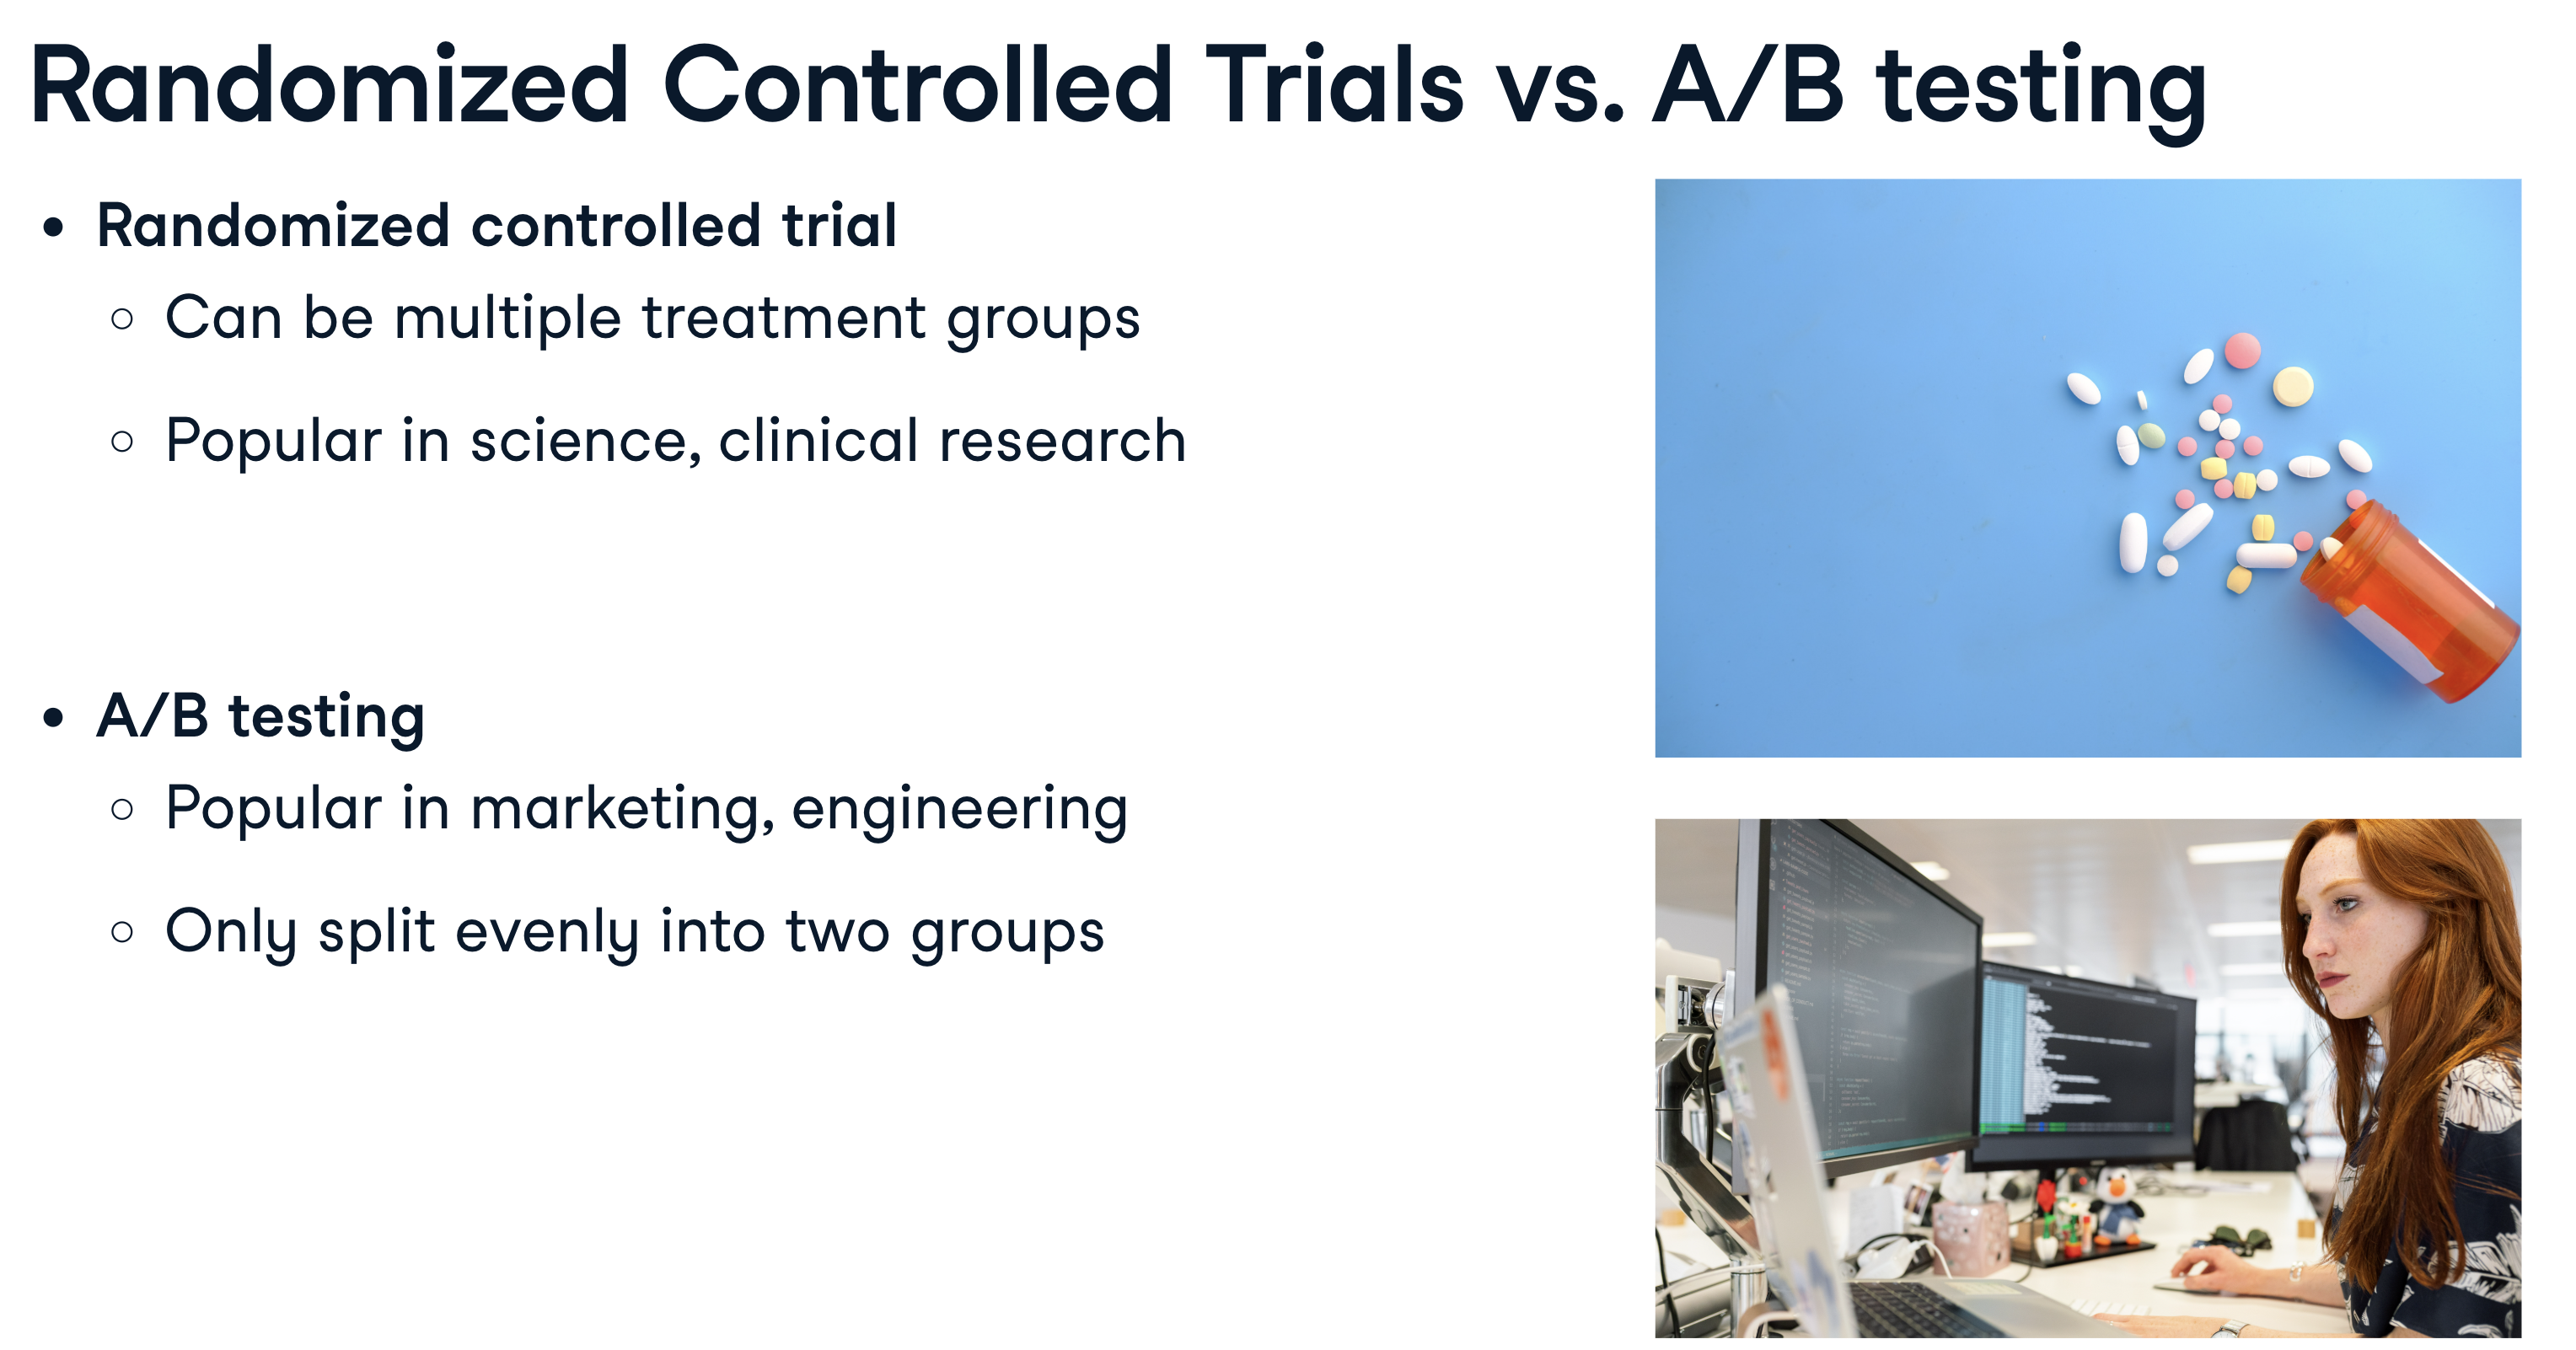 Randomized Controlled Trials vs. A/B testing
Randomized controlled trial
Can be multiple treatment groups
Popular in science, clinical research
A/B testing
Popular in marketing, engineering
Only split evenly into two groups